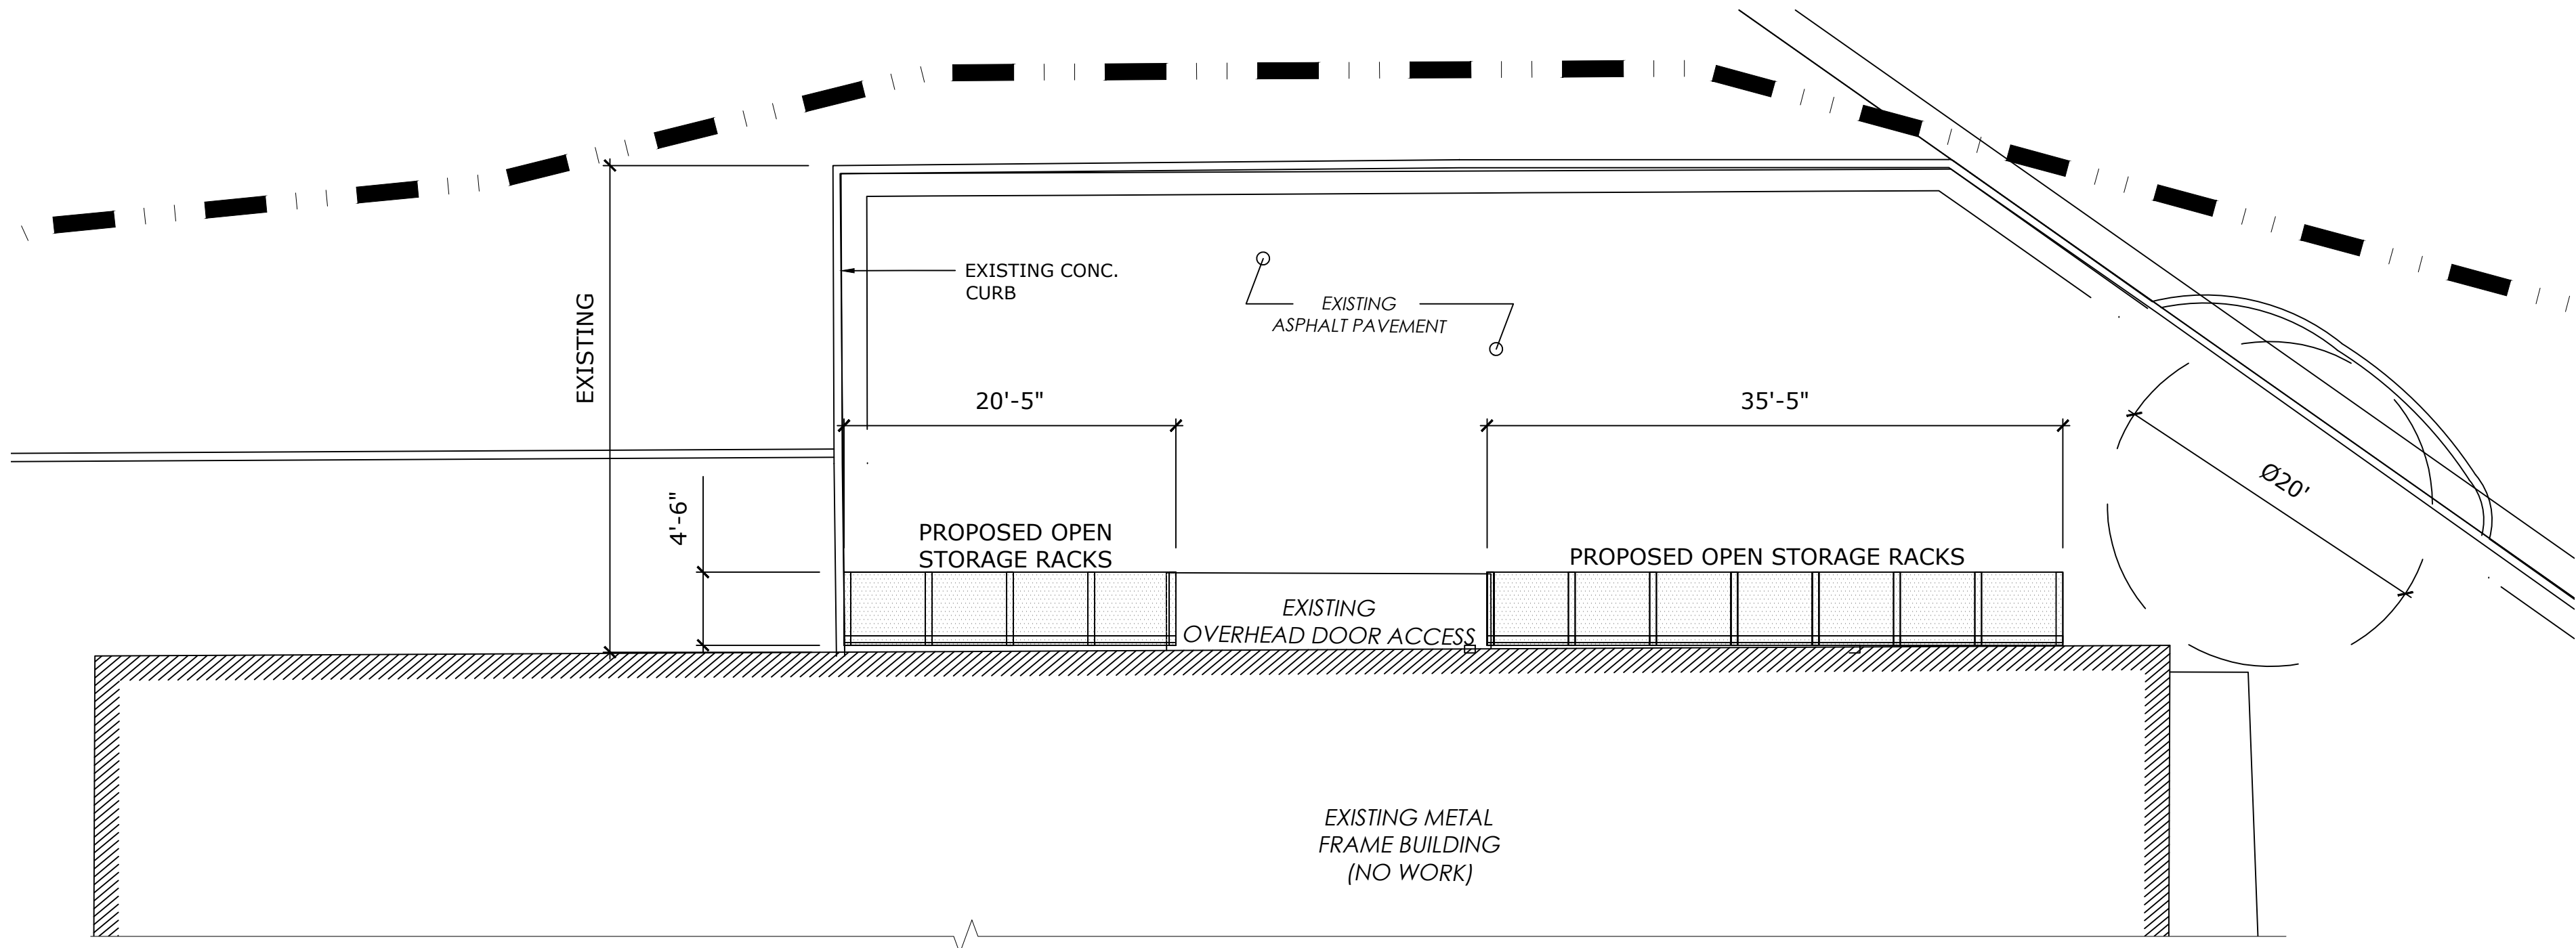 EXISTING CONC.
CURB
EXISTING
EXISTING
ASPHALT PAVEMENT
20'-5"
35'-5"
Ø20'
4'-6"
PROPOSED OPEN
STORAGE RACKS
PROPOSED OPEN STORAGE RACKS
EXISTING
OVERHEAD DOOR ACCESS
EXISTING METAL
FRAME BUILDING
(NO WORK)